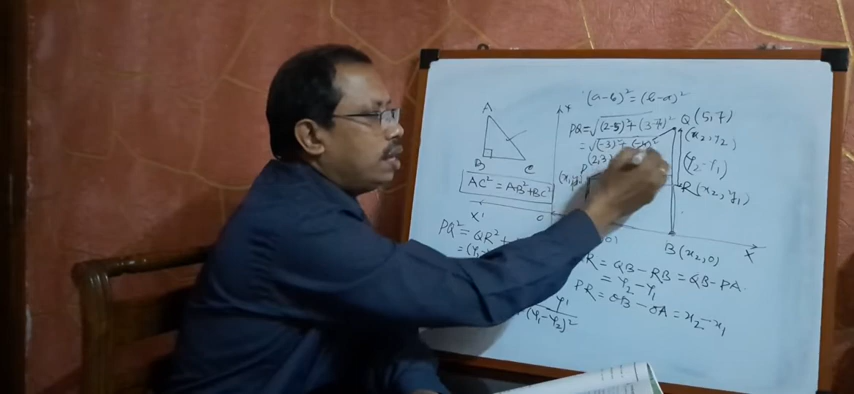 (a-b)² = (b-a)²
A
B
C
AC² = AB²+BC²
Y
PQ = √(2-5)²+(3-7)²
= √(-3)²+(-4)²
(2,3)
P
Q (5,7)
(x₂,y₂)
(y₂-y₁)
R(x₂,y₁)
X'
O
B(x₂,0)
X
PQ² = QR²+
QR = QB-RB = QB-PA
= y₂-y₁
PR = OB-OA = x₂-x₁
(y₁-y₂)²